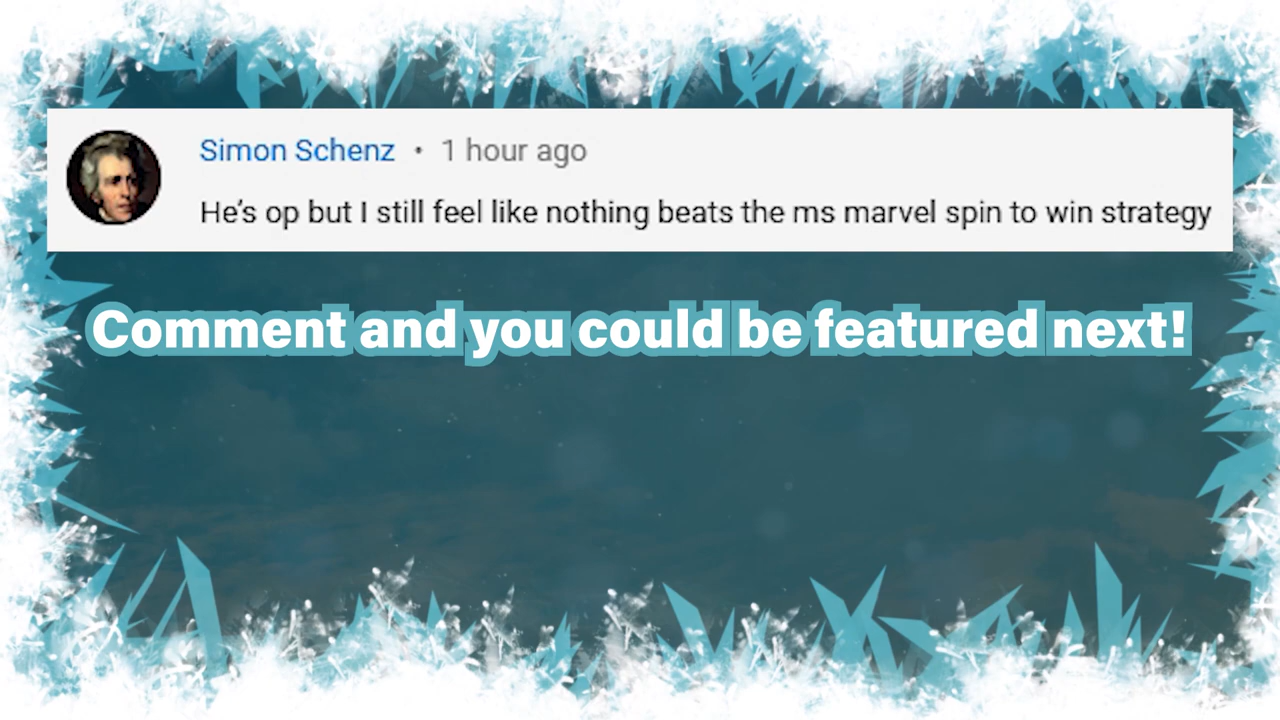 Simon Schenz • 1 hour ago
He's op but I still feel like nothing beats the ms marvel spin to win strategy
Comment and you could be featured next!